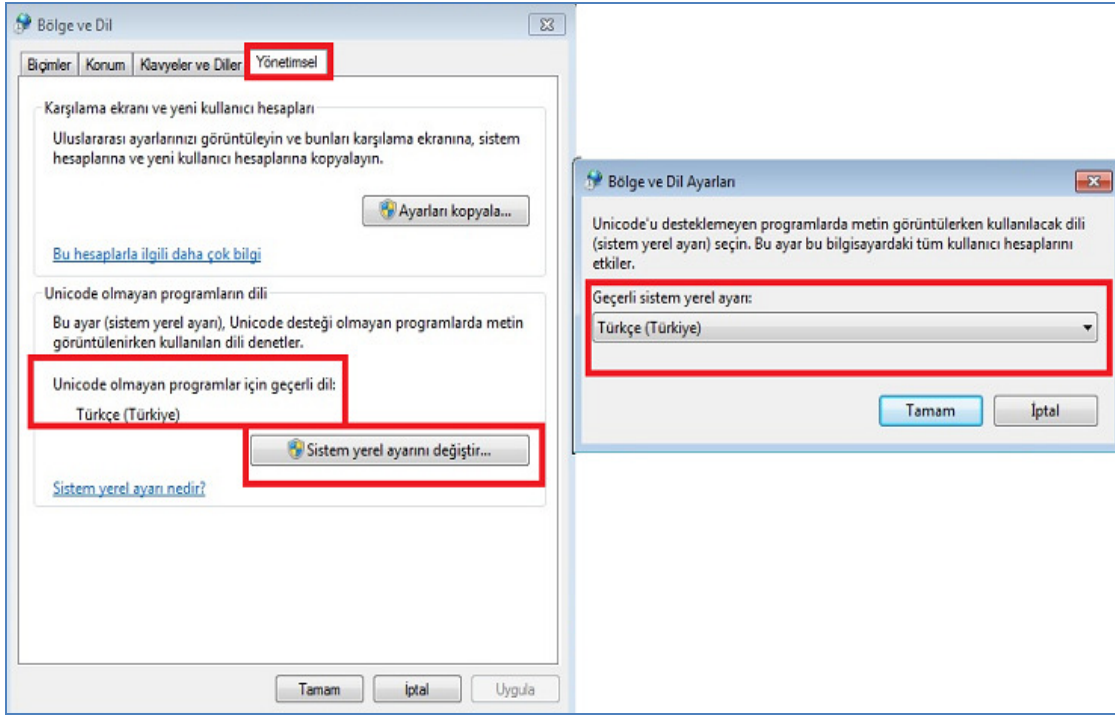 Bölge ve Dil
Biçimler Konum Klavyeler ve Diller Yönetimsel
Karşılama ekranı ve yeni kullanıcı hesapları
Uluslararası ayarlarınızı görüntüleyin ve bunları karşılama ekranına, sistem
hesaplarına ve yeni kullanıcı hesaplarına kopyalayın.
Ayarları kopyala...
Bu hesaplarla ilgili daha çok bilgi
Unicode olmayan programların dili
Bu ayar (sistem yerel ayarı), Unicode desteği olmayan programlarda metin
görüntülenirken kullanılan dili denetler.
Unicode olmayan programlar için geçerli dil:
Türkçe (Türkiye)
Sistem yerel ayarını değiştir...
Sistem yerel ayarı nedir?
Tamam İptal Uygula
Bölge ve Dil Ayarları
Unicode'u desteklemeyen programlarda metin görüntülerken kullanılacak dili
(sistem yerel ayarı) seçin. Bu ayar bu bilgisayardaki tüm kullanıcı hesaplarını
etkiler.
Geçerli sistem yerel ayarı:
Türkçe (Türkiye)
Tamam İptal